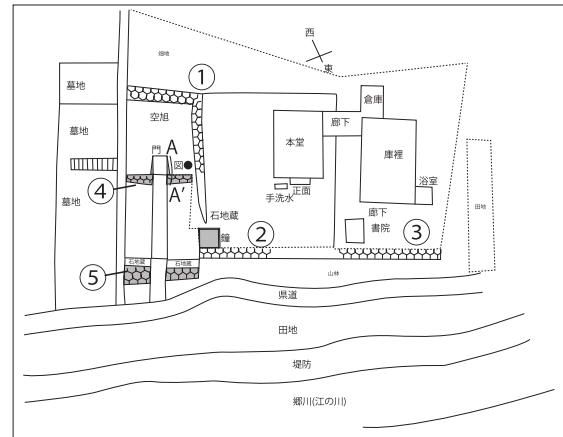 西
東
畑地
①
倉庫
墓地
空旭
廊下
本堂
庫裡
墓地
門
A
図
浴室
④
A'
正面
手洗水
墓地
石地蔵
廊下
書院
田地
鐘
②
③
石地蔵
石地蔵
⑤
山林
県道
田地
堤防
郷川(江の川)